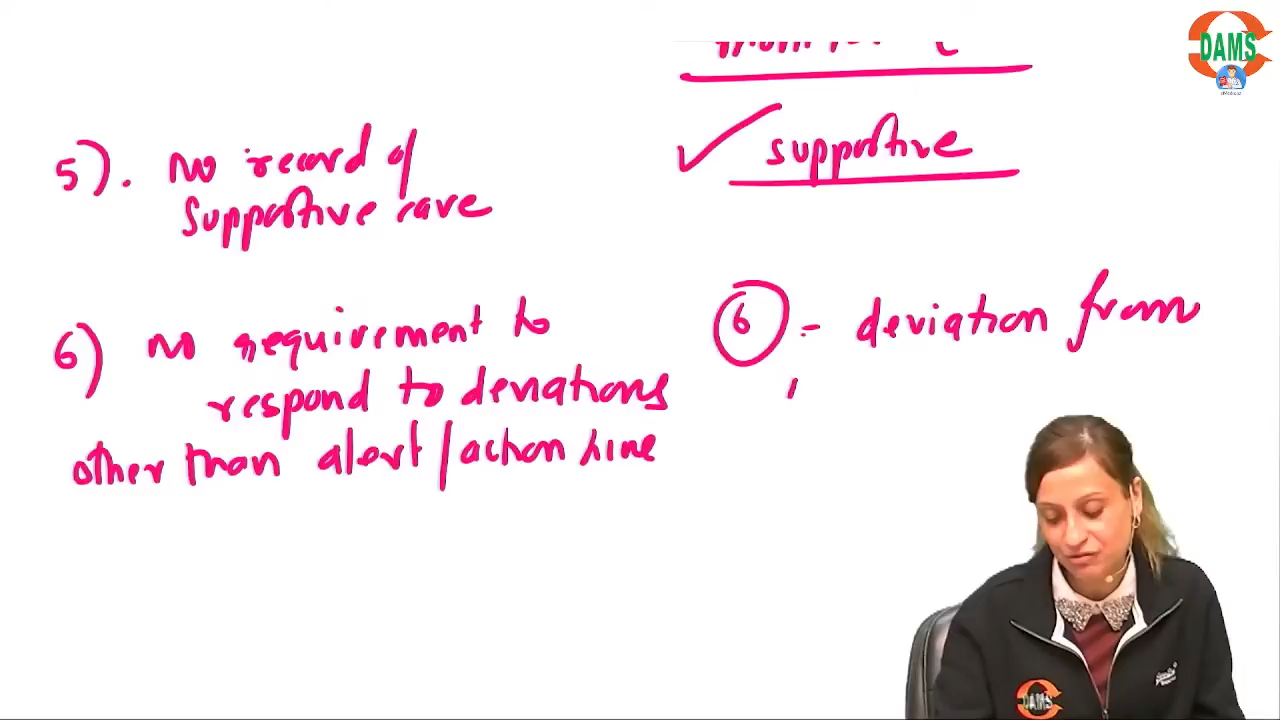 DAMS
5). no record of
supportive care
supportive
6) no requirement to
respond to deviations
other than alert/action line
6 - deviation from
DAMS